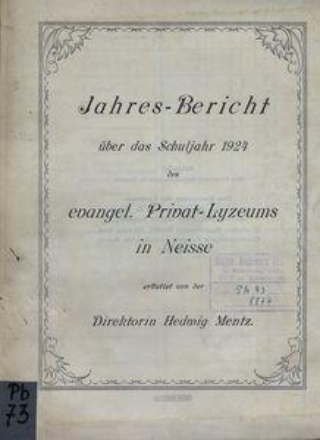 Jahres-Bericht
über das Schuljahr 1924
des
evangel. Privat-Lyzeums
in Neisse
erstattet von der
Direktorin Hedwig Mentz.
Pb
73